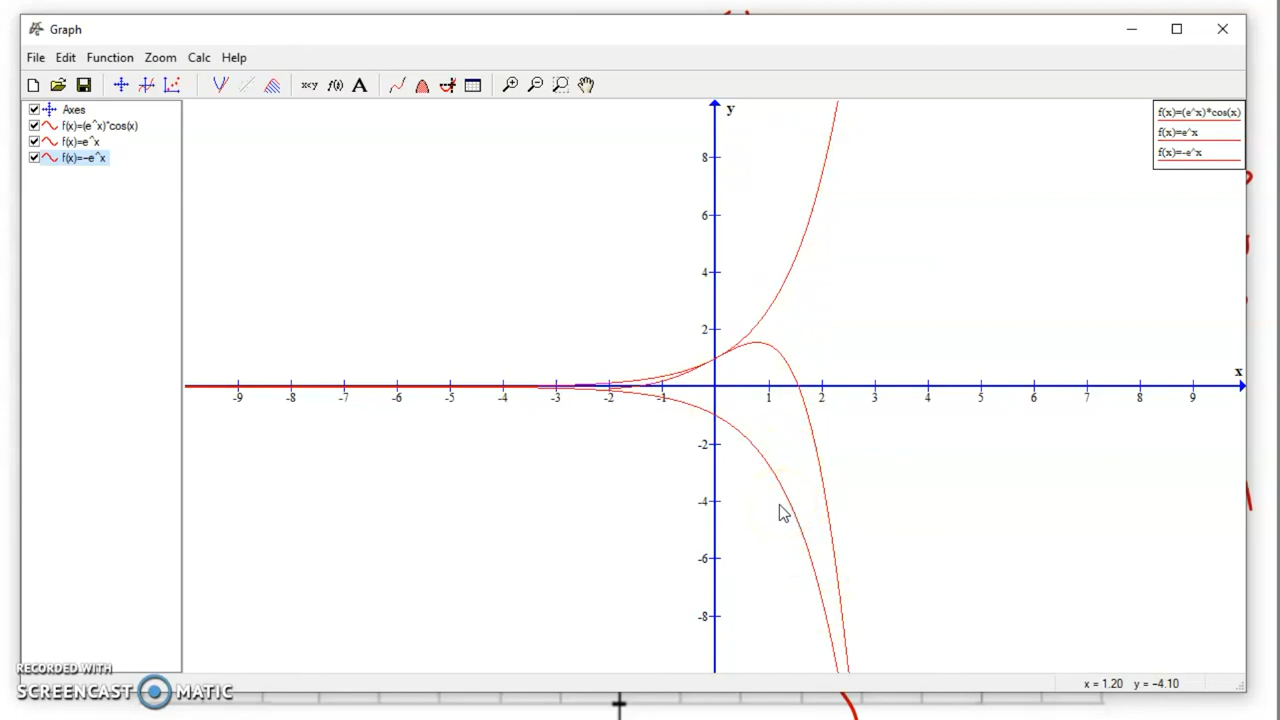 Graph
File Edit Function Zoom Calc Help
Axes
f(x)=(e^x)*cos(x)
f(x)=e^x
f(x)=-e^x
y
8
6
4
2
-9 -8 -7 -6 -5 -4 -3 -2 -1 1 2 3 4 5 6 7 8 9
x
-2
-4
-6
-8
f(x)=(e^x)*cos(x)
f(x)=e^x
f(x)=-e^x
RECORDED WITH
SCREENCAST MATIC
x = 1.20 y = -4.10